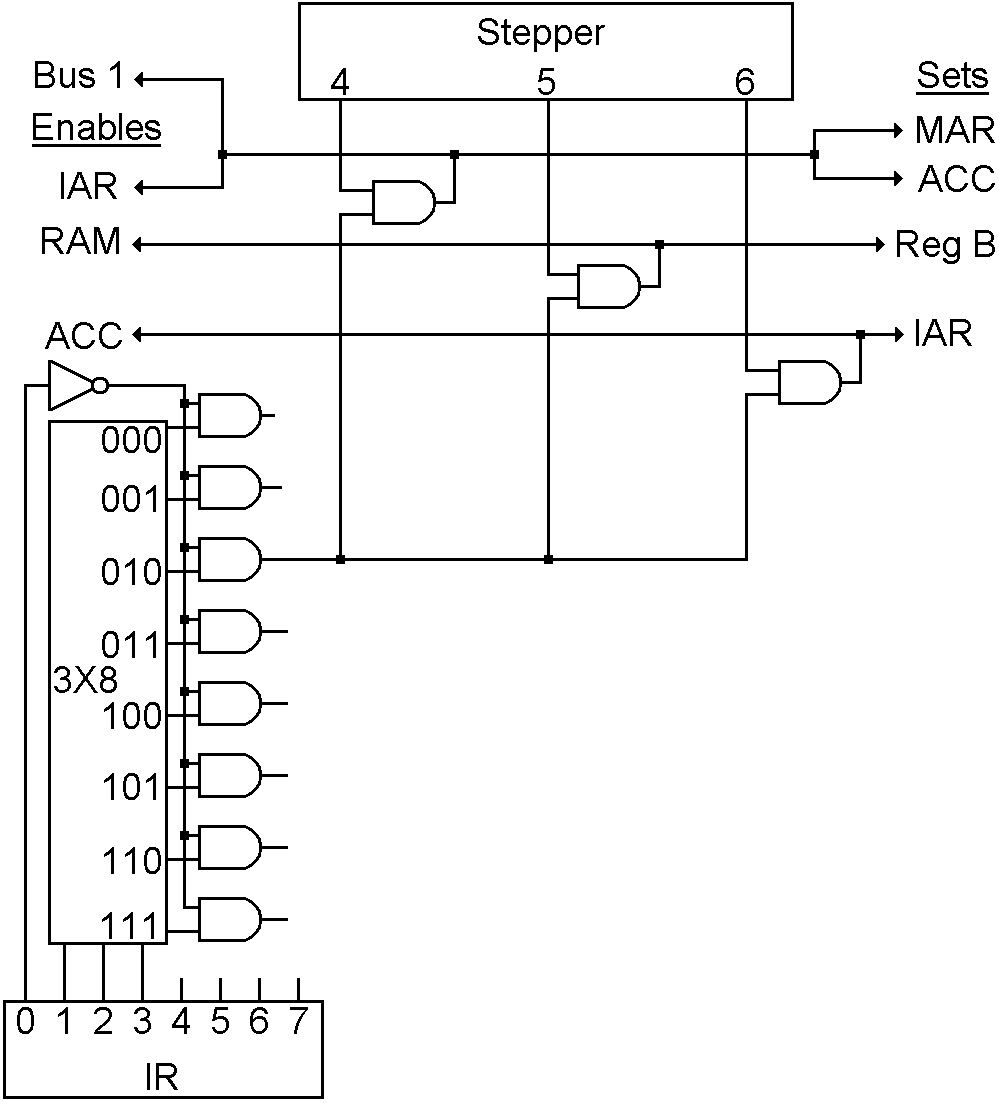 Stepper
4 5 6
Bus 1
Sets
Enables
MAR
IAR
ACC
RAM
Reg B
ACC
IAR
000
001
010
011
3X8
100
101
110
111
0 1 2 3 4 5 6 7
IR